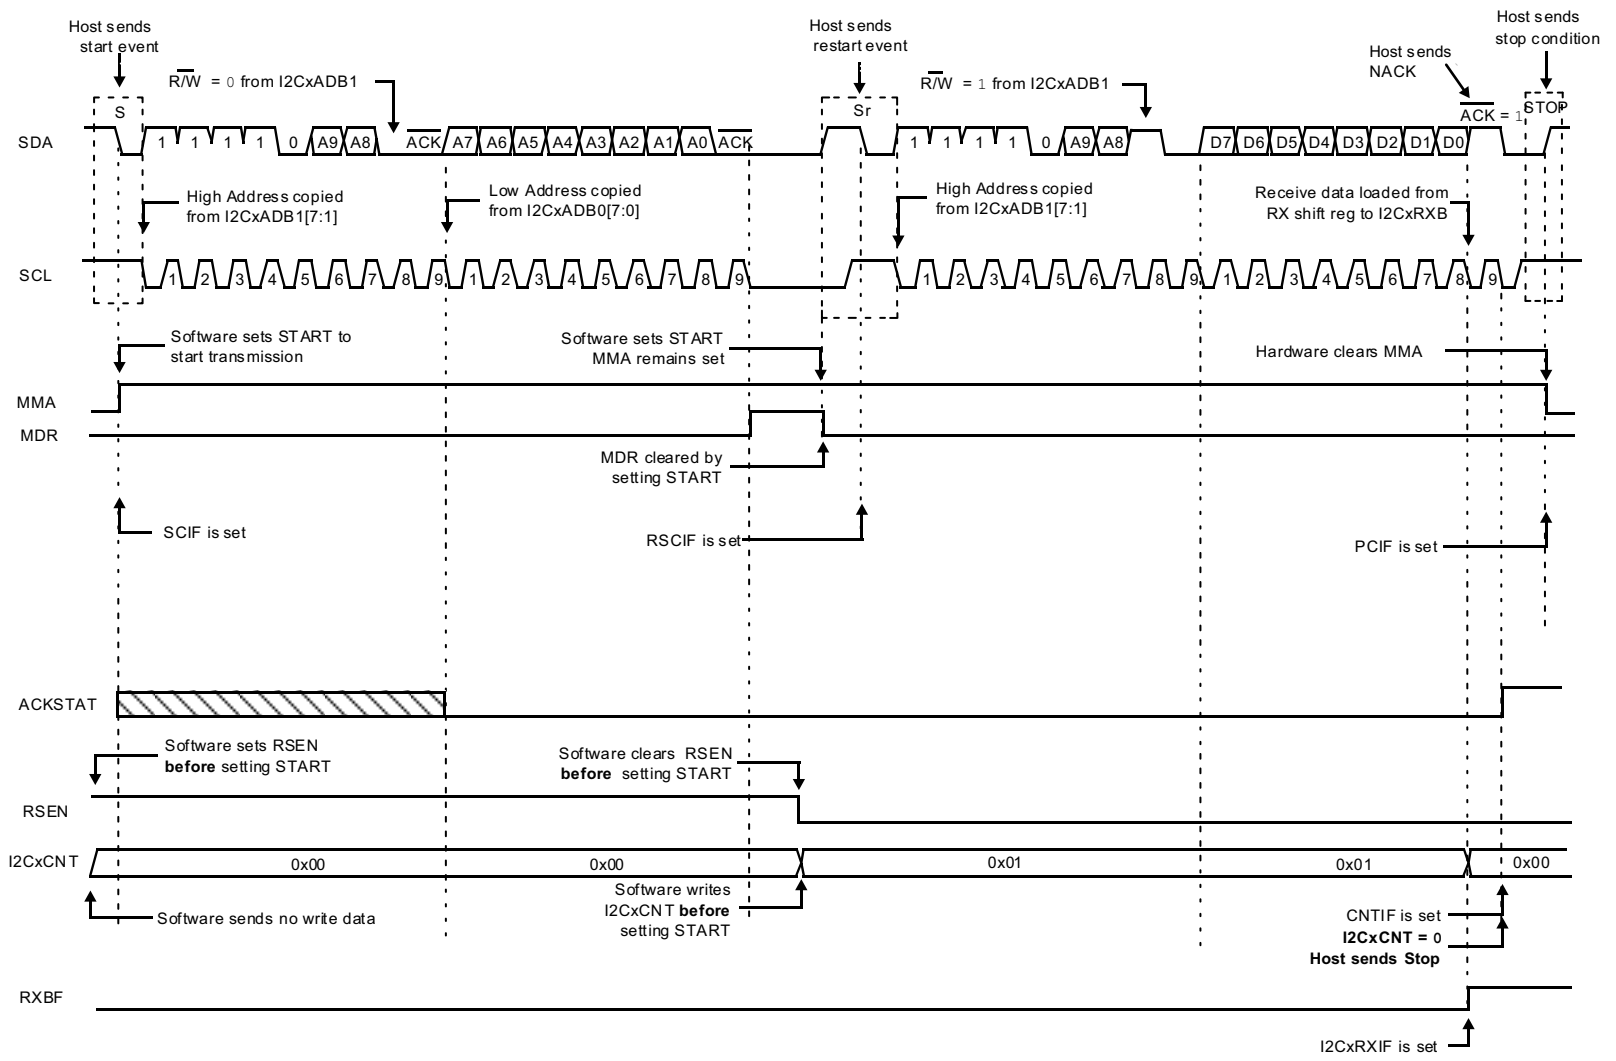 Host sends
start event
Host sends
restart event
Host sends
stop condition
Host sends
NACK
R/W = 0 from I2CxADB1
R/W = 1 from I2CxADB1
S
Sr
ACK = 1
STOP
SDA
1 1 1 1 0 A9 A8 ACK A7 A6 A5 A4 A3 A2 A1 A0 ACK 1 1 1 1 0 A9 A8 D7 D6 D5 D4 D3 D2 D1 D0
High Address copied
from I2CxADB1[7:1]
Low Address copied
from I2CxADB0[7:0]
High Address copied
from I2CxADB1[7:1]
Receive data loaded from
RX shift reg to I2CxRXB
SCL
1 2 3 4 5 6 7 8 9 1 2 3 4 5 6 7 8 9 1 2 3 4 5 6 7 8 9 1 2 3 4 5 6 7 8 9
Software sets START to
start transmission
Software sets START
MMA remains set
Hardware clears MMA
MMA
MDR
MDR cleared by
setting START
SCIF is set
RSCIF is set
PCIF is set
ACKSTAT
Software sets RSEN
before setting START
Software clears RSEN
before setting START
RSEN
I2CxCNT
0x00 0x00 0x01 0x01 0x00
Software sends no write data
Software writes
I2CxCNT before
setting START
CNTIF is set
I2CxCNT = 0
Host sends Stop
RXBF
I2CxRXIF is set